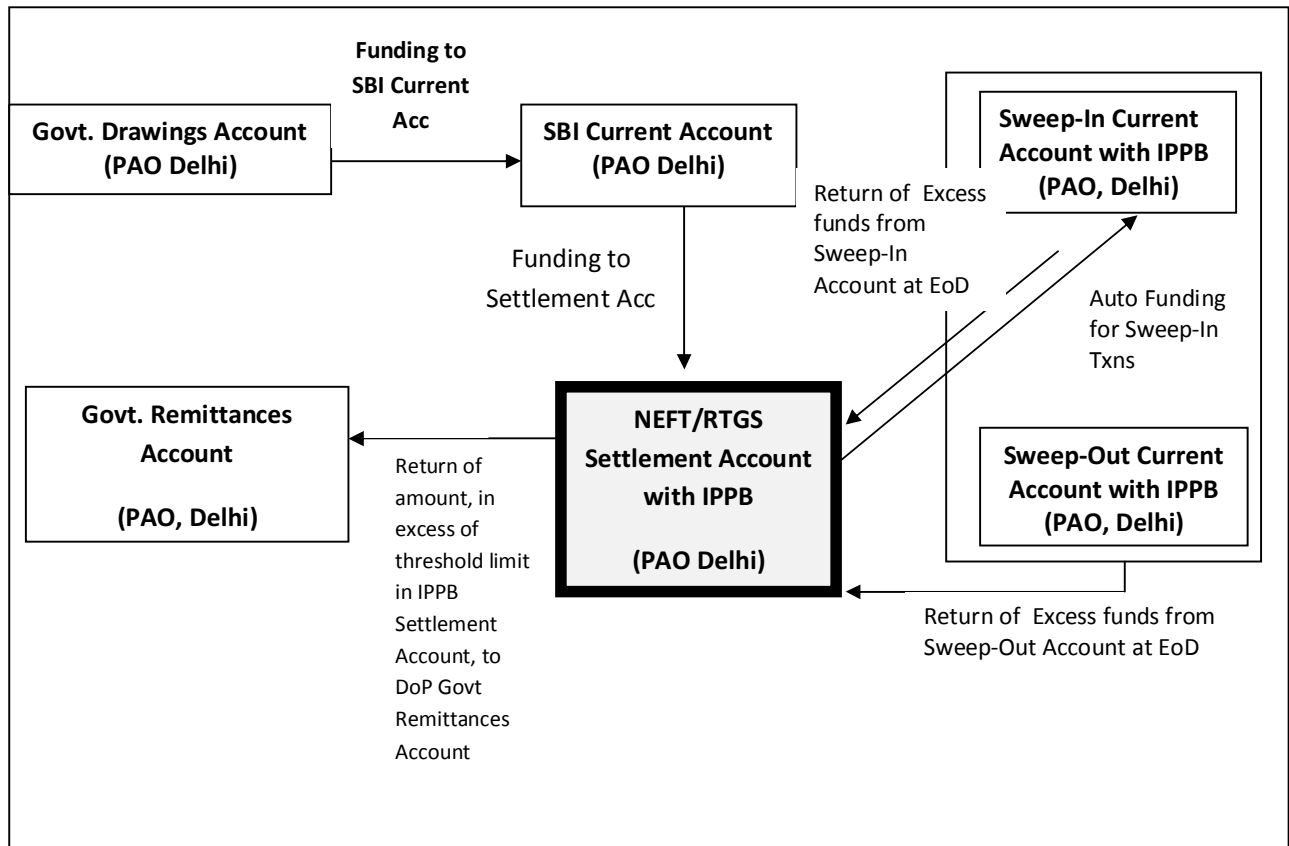 Funding to
SBI Current
Acc
Govt. Drawings Account
(PAO Delhi)
SBI Current Account
(PAO Delhi)
Sweep-In Current
Account with IPPB
(PAO, Delhi)
Return of Excess
funds from
Sweep-In
Account at EoD
Funding to
Settlement Acc
Auto Funding
for Sweep-In
Txns
Govt. Remittances
Account
(PAO, Delhi)
Return of
amount, in
excess of
threshold limit
in IPPB
Settlement
Account, to
DoP Govt
Remittances
Account
NEFT/RTGS
Settlement Account
with IPPB
(PAO Delhi)
Sweep-Out Current
Account with IPPB
(PAO, Delhi)
Return of Excess funds from
Sweep-Out Account at EoD